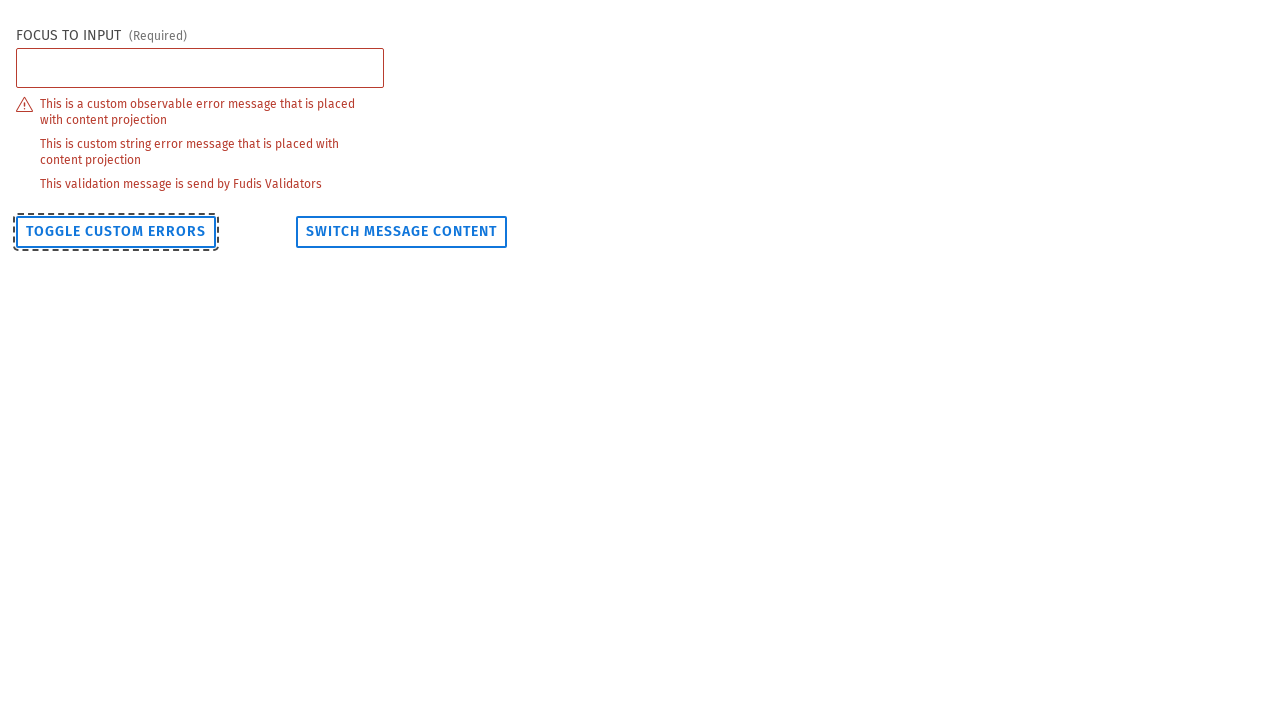 FOCUS TO INPUT (Required)
This is a custom observable error message that is placed
with content projection
This is custom string error message that is placed with
content projection
This validation message is send by Fudis Validators
TOGGLE CUSTOM ERRORS SWITCH MESSAGE CONTENT